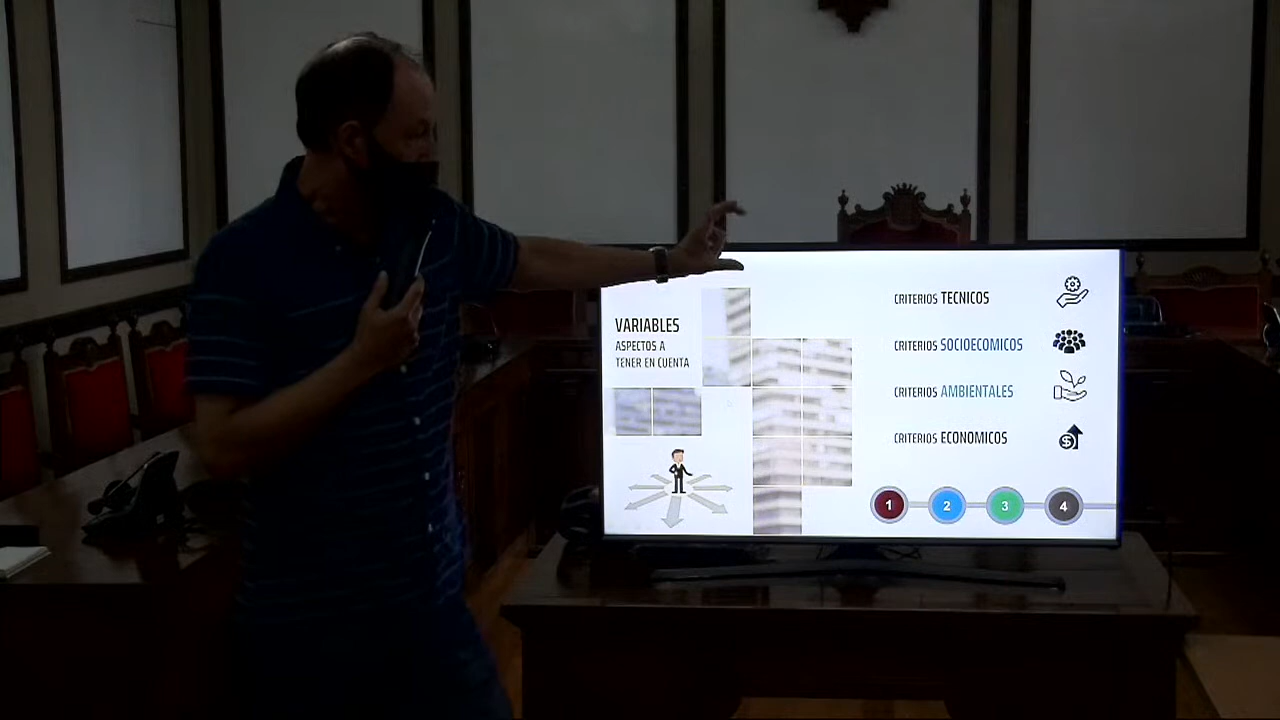 VARIABLES
ASPECTOS A
TENER EN CUENTA
CRITERIOS TECNICOS
CRITERIOS SOCIOECOMICOS
CRITERIOS AMBIENTALES
CRITERIOS ECONOMICOS
1 2 3 4